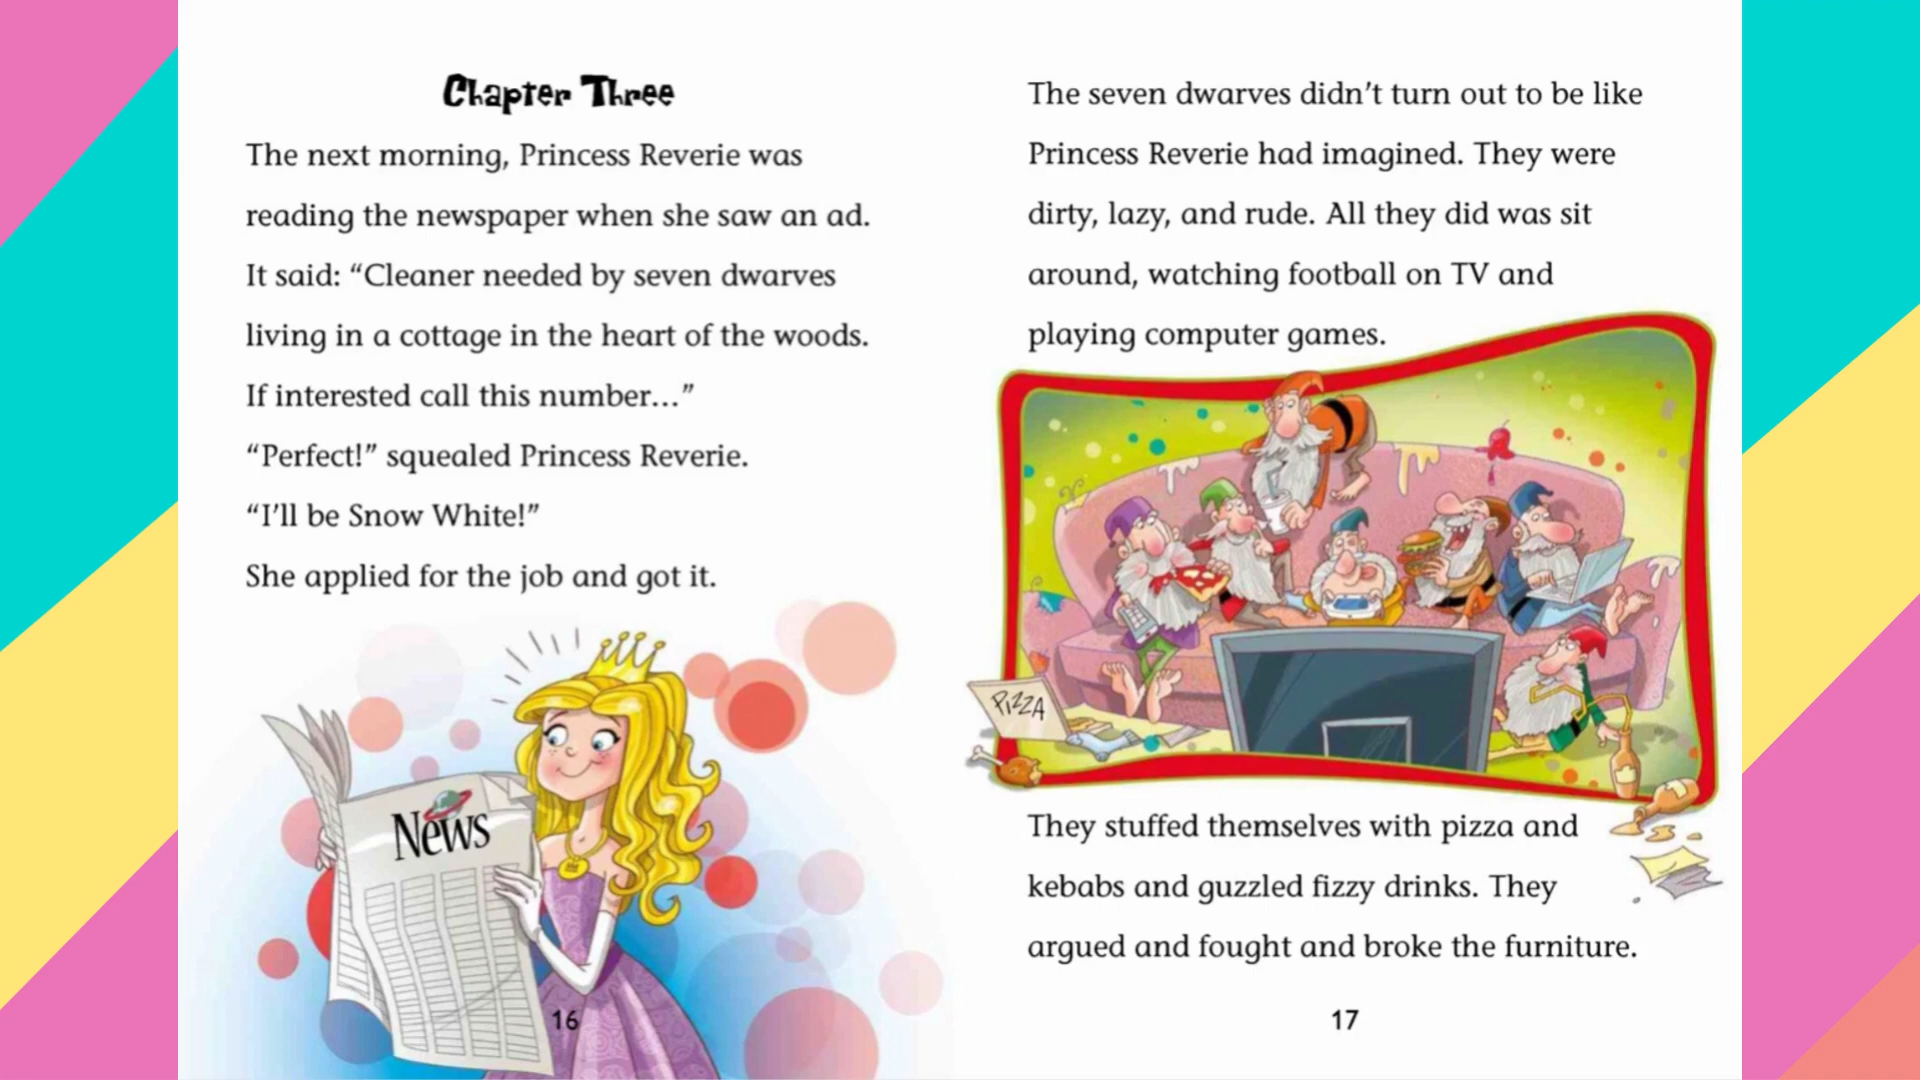 Chapter Three
The next morning, Princess Reverie was
reading the newspaper when she saw an ad.
It said: “Cleaner needed by seven dwarves
living in a cottage in the heart of the woods.
If interested call this number…”
“Perfect!” squealed Princess Reverie.
“I’ll be Snow White!”
She applied for the job and got it.
News
16
The seven dwarves didn’t turn out to be like
Princess Reverie had imagined. They were
dirty, lazy, and rude. All they did was sit
around, watching football on TV and
playing computer games.
PIZZA
They stuffed themselves with pizza and
kebabs and guzzled fizzy drinks. They
argued and fought and broke the furniture.
17